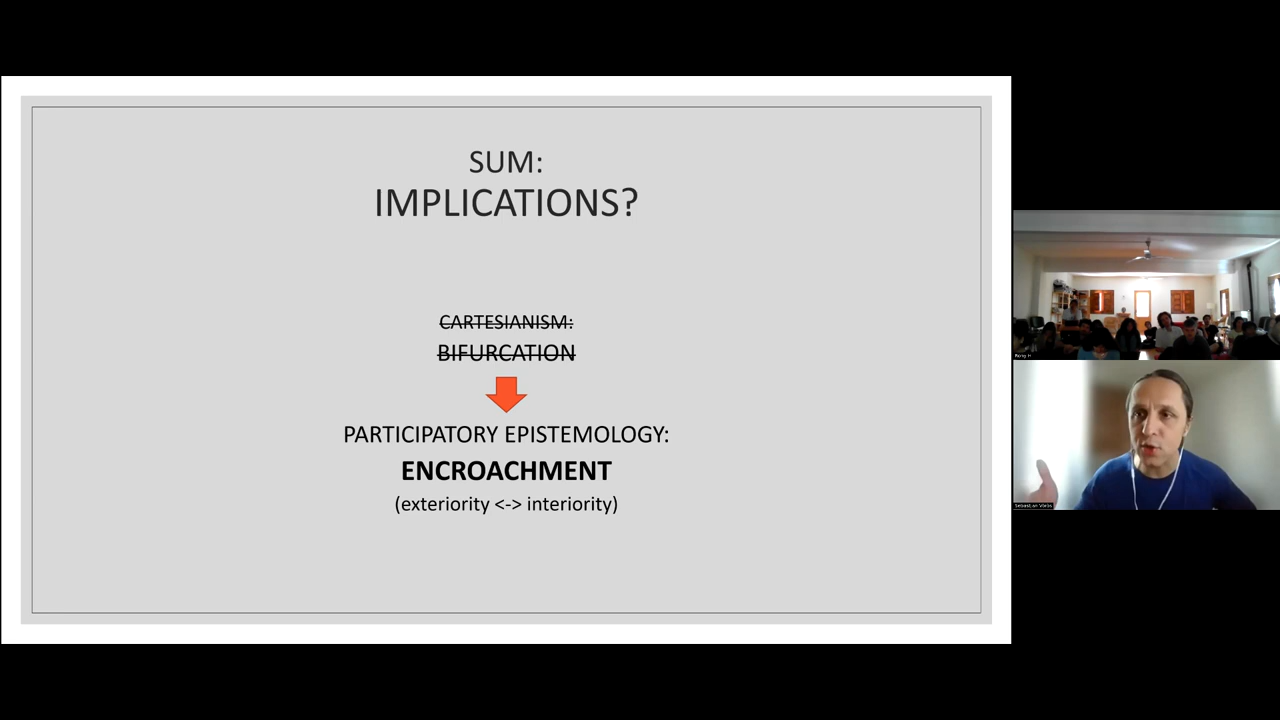 SUM:
IMPLICATIONS?
CARTESIANISM:
BIFURCATION
PARTICIPATORY EPISTEMOLOGY:
ENCROACHMENT
(exteriority <-> interiority)